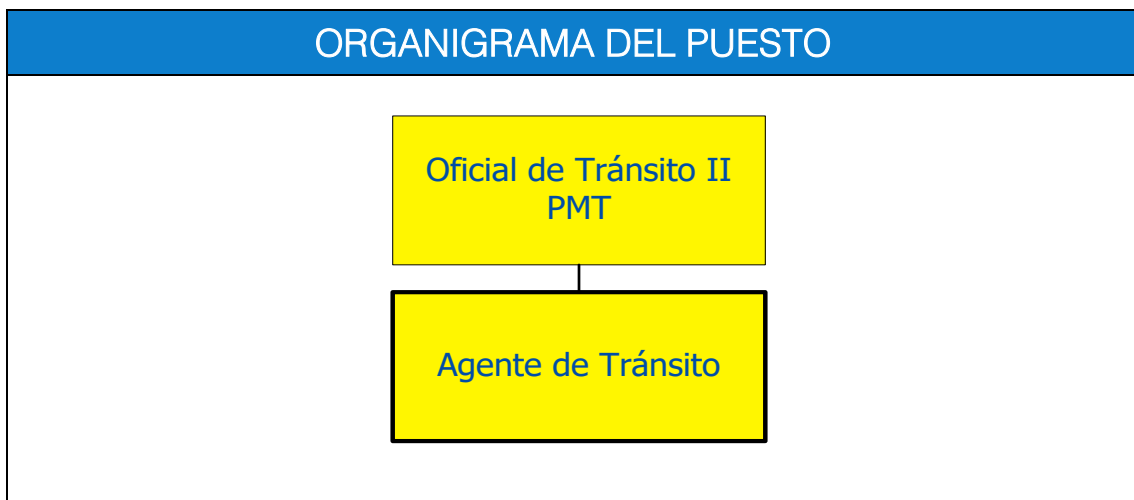 ORGANIGRAMA DEL PUESTO
Oficial de Tránsito II
PMT
Agente de Tránsito